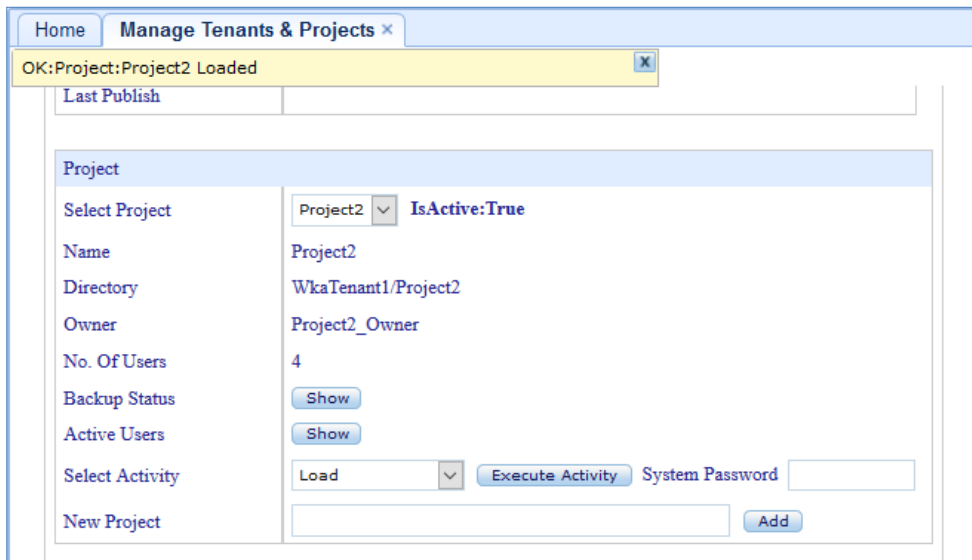 Home Manage Tenants & Projects ×
OK:Project:Project2 Loaded x
Last Publish
Project
Select Project Project2 IsActive:True
Name Project2
Directory WkaTenant1/Project2
Owner Project2_Owner
No. Of Users 4
Backup Status Show
Active Users Show
Select Activity Load Execute Activity System Password
New Project Add